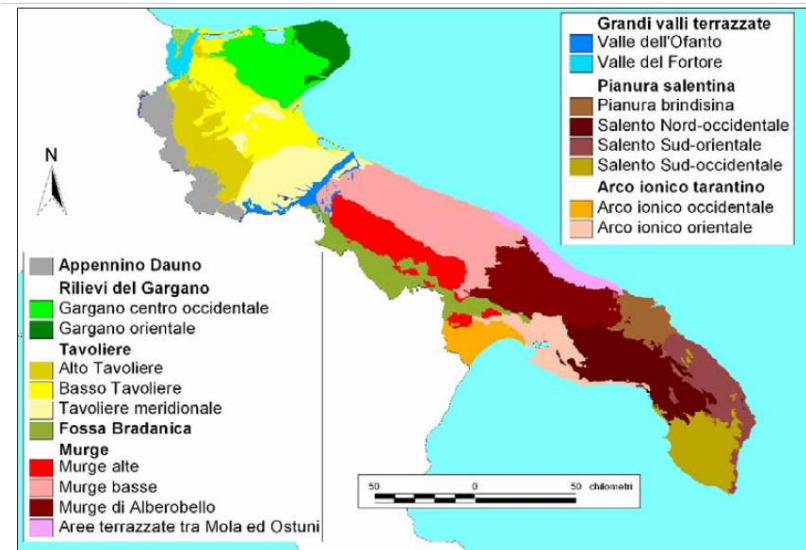 Grandi valli terrazzate
Valle dell'Ofanto
Valle del Fortore
Pianura salentina
Pianura brindisina
Salento Nord-occidentale
Salento Sud-orientale
Salento Sud-occidentale
Arco ionico tarantino
Arco ionico occidentale
Arco ionico orientale
N
Appennino Dauno
Rilievi del Gargano
Gargano centro occidentale
Gargano orientale
Tavoliere
Alto Tavoliere
Basso Tavoliere
Tavoliere meridionale
Fossa Bradanica
Murge
Murge alte
Murge basse
Murge di Alberobello
Aree terrazzate tra Mola ed Ostuni
50 0 50 chilometri